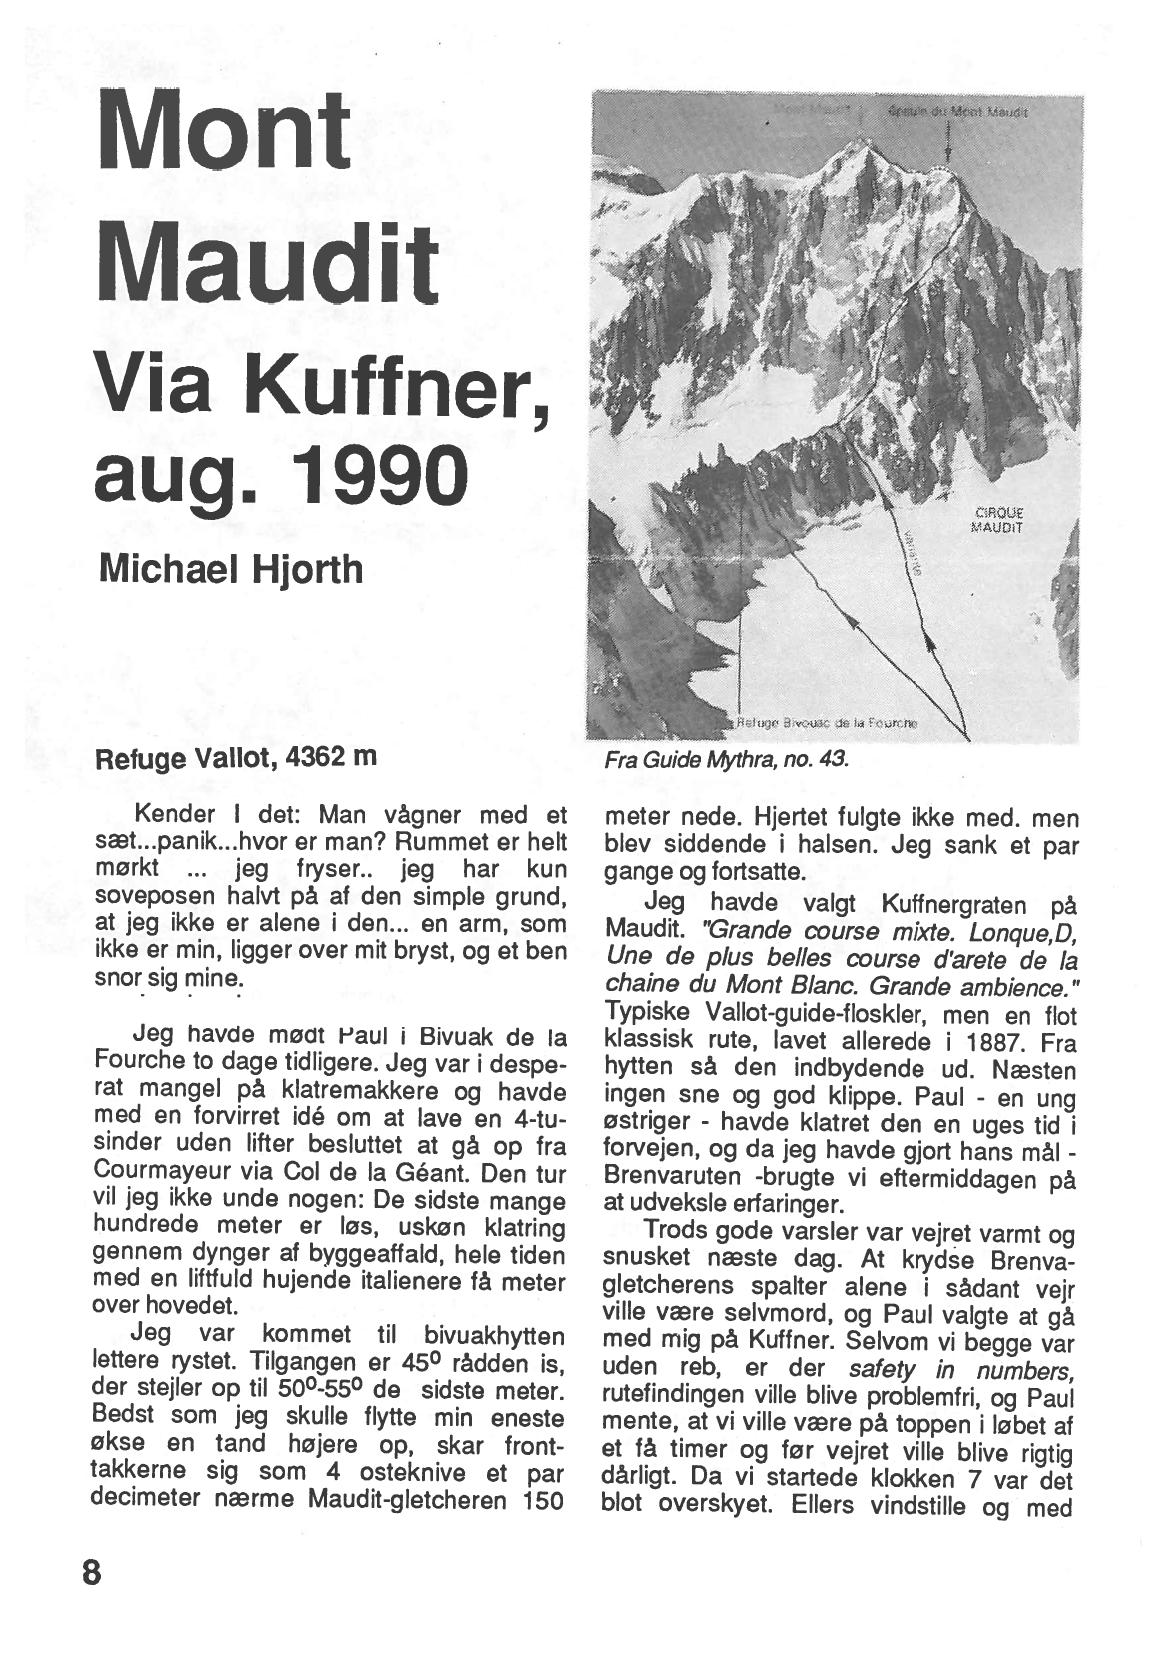 Mont
Maudit
Via Kuffner,
aug. 1990
Michael Hjorth
Mont Maudit
Epaule du Mont Maudit
CIRQUE
MAUDIT
variante
Refuge Bivouac de la Fourche
Fra Guide Mythra, no. 43.
Refuge Vallot, 4362 m
Kender I det: Man vågner med et
sæt...panik...hvor er man? Rummet er helt
mørkt ... jeg fryser.. jeg har kun
soveposen halvt på af den simple grund,
at jeg ikke er alene i den... en arm, som
ikke er min, ligger over mit bryst, og et ben
snor sig mine.
Jeg havde mødt Paul i Bivuak de la
Fourche to dage tidligere. Jeg var i despe-
rat mangel på klatremakkere og havde
med en forvirret idé om at lave en 4-tu-
sinder uden lifter besluttet at gå op fra
Courmayeur via Col de la Géant. Den tur
vil jeg ikke unde nogen: De sidste mange
hundrede meter er løs, uskøn klatring
gennem dynger af byggeaffald, hele tiden
med en liftfuld hujende italienere få meter
over hovedet.
Jeg var kommet til bivuakhytten
lettere rystet. Tilgangen er 45º rådden is,
der stejler op til 50º-55º de sidste meter.
Bedst som jeg skulle flytte min eneste
økse en tand højere op, skar front-
takkerne sig som 4 osteknive et par
decimeter nærme Maudit-gletcheren 150
meter nede. Hjertet fulgte ikke med. men
blev siddende i halsen. Jeg sank et par
gange og fortsatte.
Jeg havde valgt Kuffnergraten på
Maudit. "Grande course mixte. Lonque,D,
Une de plus belles course d'arete de la
chaine du Mont Blanc. Grande ambience."
Typiske Vallot-guide-floskler, men en flot
klassisk rute, lavet allerede i 1887. Fra
hytten så den indbydende ud. Næsten
ingen sne og god klippe. Paul - en ung
østriger - havde klatret den en uges tid i
forvejen, og da jeg havde gjort hans mål -
Brenvaruten -brugte vi eftermiddagen på
at udveksle erfaringer.
Trods gode varsler var vejret varmt og
snusket næste dag. At krydse Brenva-
gletcherens spalter alene i sådant vejr
ville være selvmord, og Paul valgte at gå
med mig på Kuffner. Selvom vi begge var
uden reb, er der safety in numbers,
rutefindingen ville blive problemfri, og Paul
mente, at vi ville være på toppen i løbet af
et få timer og før vejret ville blive rigtig
dårligt. Da vi startede klokken 7 var det
blot overskyet. Ellers vindstille og med
8